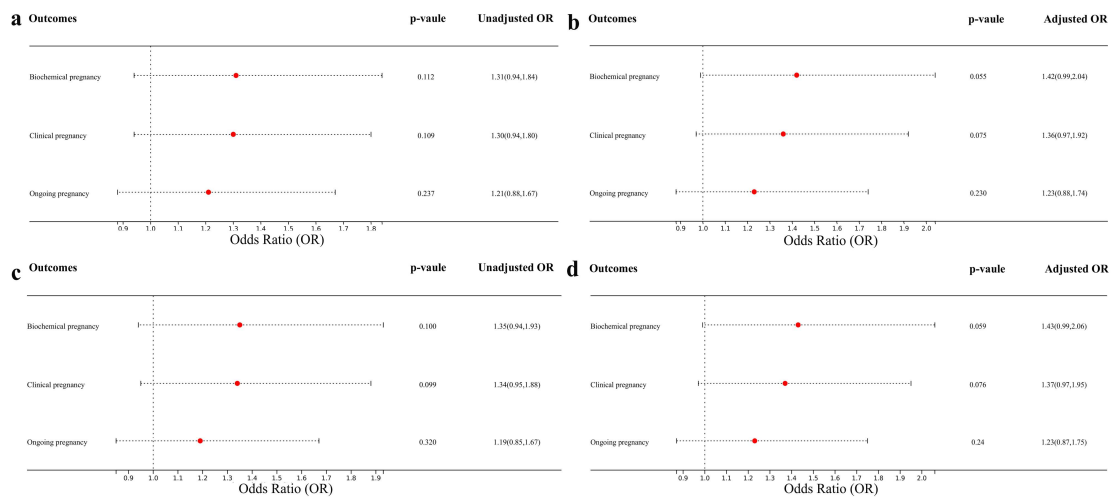 a Outcomes p-vaule Unadjusted OR
Biochemical pregnancy 0.112 1.31(0.94,1.84)
Clinical pregnancy 0.109 1.30(0.94,1.80)
Ongoing pregnancy 0.237 1.21(0.88,1.67)
0.9 1.0 1.1 1.2 1.3 1.4 1.5 1.6 1.7 1.8
Odds Ratio (OR)
b Outcomes p-vaule Adjusted OR
Biochemical pregnancy 0.055 1.42(0.99,2.04)
Clinical pregnancy 0.075 1.36(0.97,1.92)
Ongoing pregnancy 0.230 1.23(0.88,1.74)
0.9 1.0 1.1 1.2 1.3 1.4 1.5 1.6 1.7 1.8 1.9 2.0
Odds Ratio (OR)
c Outcomes p-vaule Unadjusted OR
Biochemical pregnancy 0.100 1.35(0.94,1.93)
Clinical pregnancy 0.099 1.34(0.95,1.88)
Ongoing pregnancy 0.320 1.19(0.85,1.67)
0.9 1.0 1.1 1.2 1.3 1.4 1.5 1.6 1.7 1.8 1.9
Odds Ratio (OR)
d Outcomes p-vaule Adjusted OR
Biochemical pregnancy 0.059 1.43(0.99,2.06)
Clinical pregnancy 0.076 1.37(0.97,1.95)
Ongoing pregnancy 0.24 1.23(0.87,1.75)
0.9 1.0 1.1 1.2 1.3 1.4 1.5 1.6 1.7 1.8 1.9 2.0
Odds Ratio (OR)